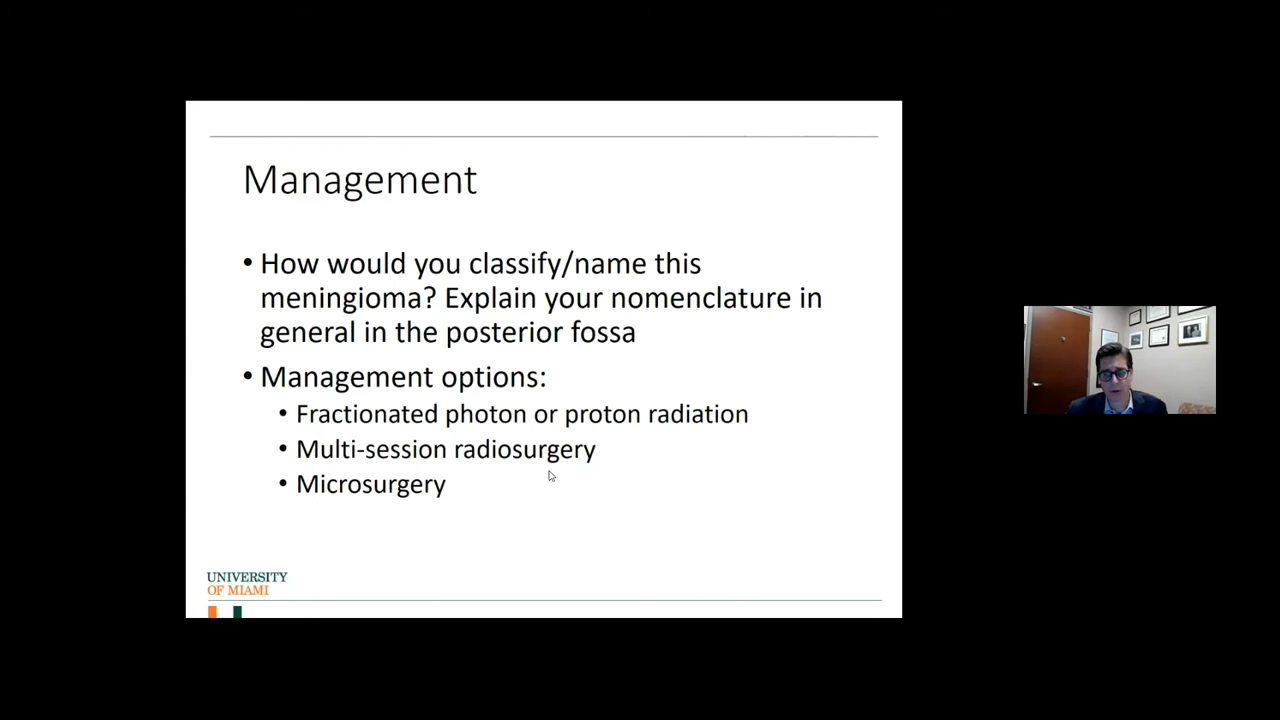 Management
• How would you classify/name this
meningioma? Explain your nomenclature in
general in the posterior fossa
• Management options:
• Fractionated photon or proton radiation
• Multi-session radiosurgery
• Microsurgery
UNIVERSITY
OF MIAMI